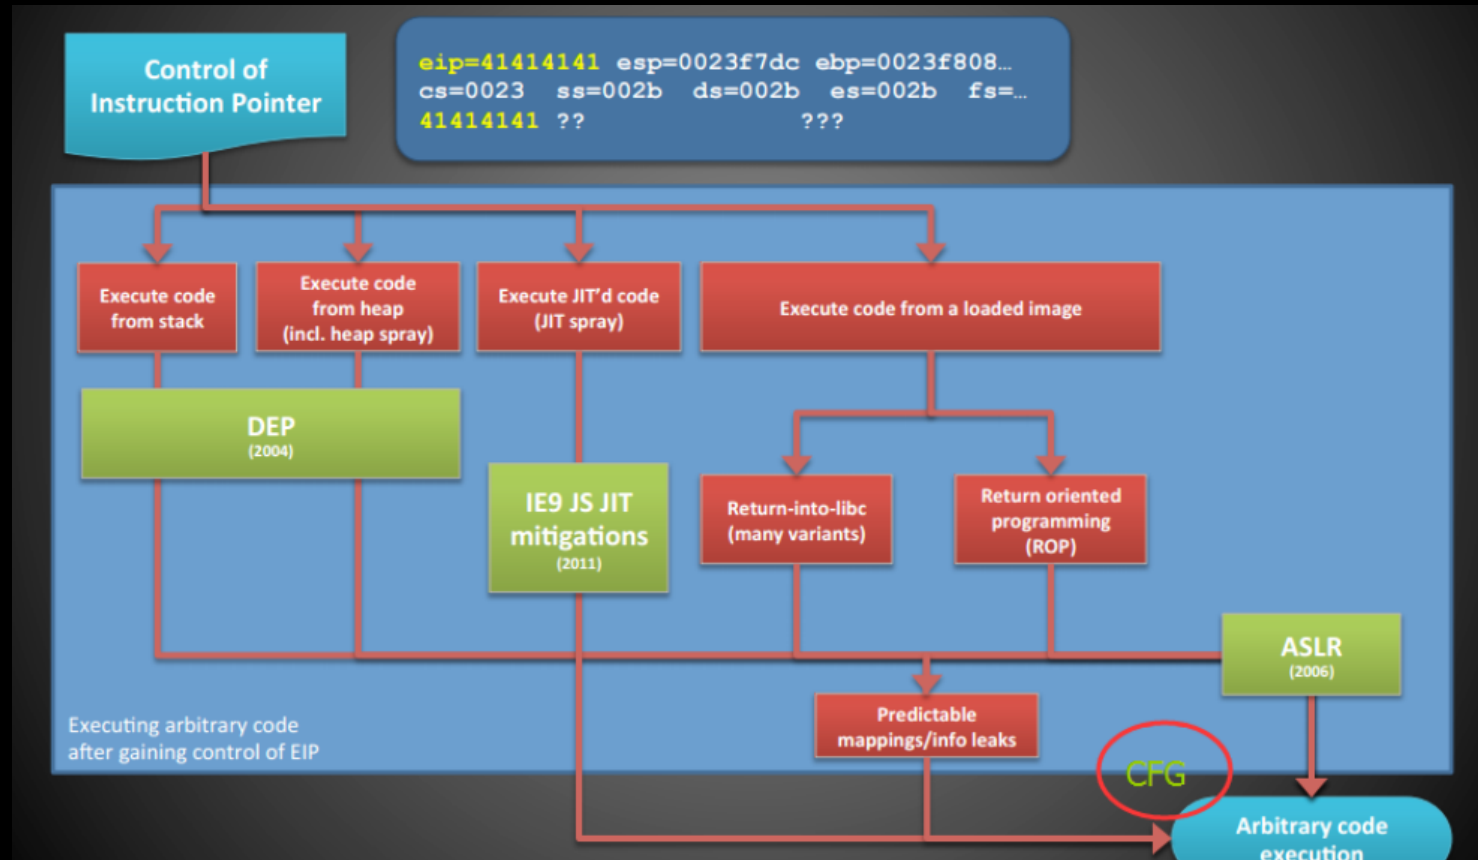 Control of
Instruction Pointer
eip=41414141 esp=0023f7dc ebp=0023f808…
cs=0023 ss=002b ds=002b es=002b fs=…
41414141 ?? ???
Execute code
from stack
Execute code
from heap
(incl. heap spray)
Execute JIT’d code
(JIT spray)
Execute code from a loaded image
DEP
(2004)
IE9 JS JIT
mitigations
(2011)
Return-into-libc
(many variants)
Return oriented
programming
(ROP)
ASLR
(2006)
Predictable
mappings/info leaks
Executing arbitrary code
after gaining control of EIP
CFG
Arbitrary code
execution